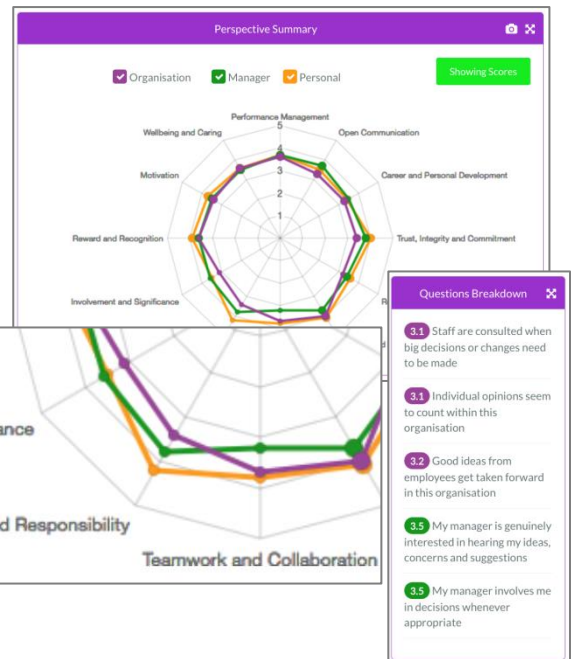 Perspective Summary
Organisation
Manager
Personal
Showing Scores
Performance Management
5
4
3
2
1
Wellbeing and Caring
Open Communication
Motivation
Career and Personal Development
Reward and Recognition
Trust, Integrity and Commitment
Involvement and Significance
ance
d Responsibility
Teamwork and Collaboration
Questions Breakdown
3.1 Staff are consulted when
big decisions or changes need
to be made
3.1 Individual opinions seem
to count within this
organisation
3.2 Good ideas from
employees get taken forward
in this organisation
3.5 My manager is genuinely
interested in hearing my ideas,
concerns and suggestions
3.5 My manager involves me
in decisions whenever
appropriate